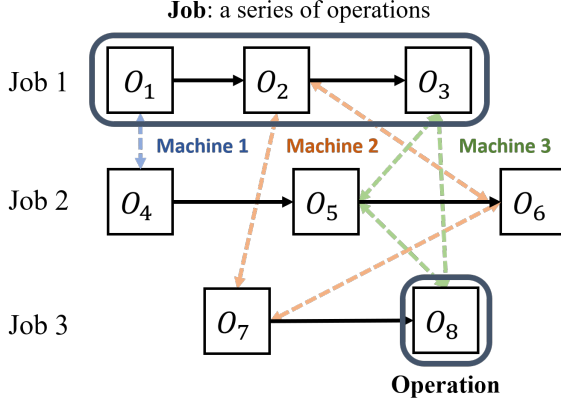 Job: a series of operations
Job 1
O₁ O₂ O₃
Machine 1 Machine 2 Machine 3
Job 2
O₄ O₅ O₆
Job 3
O₇ O₈
Operation